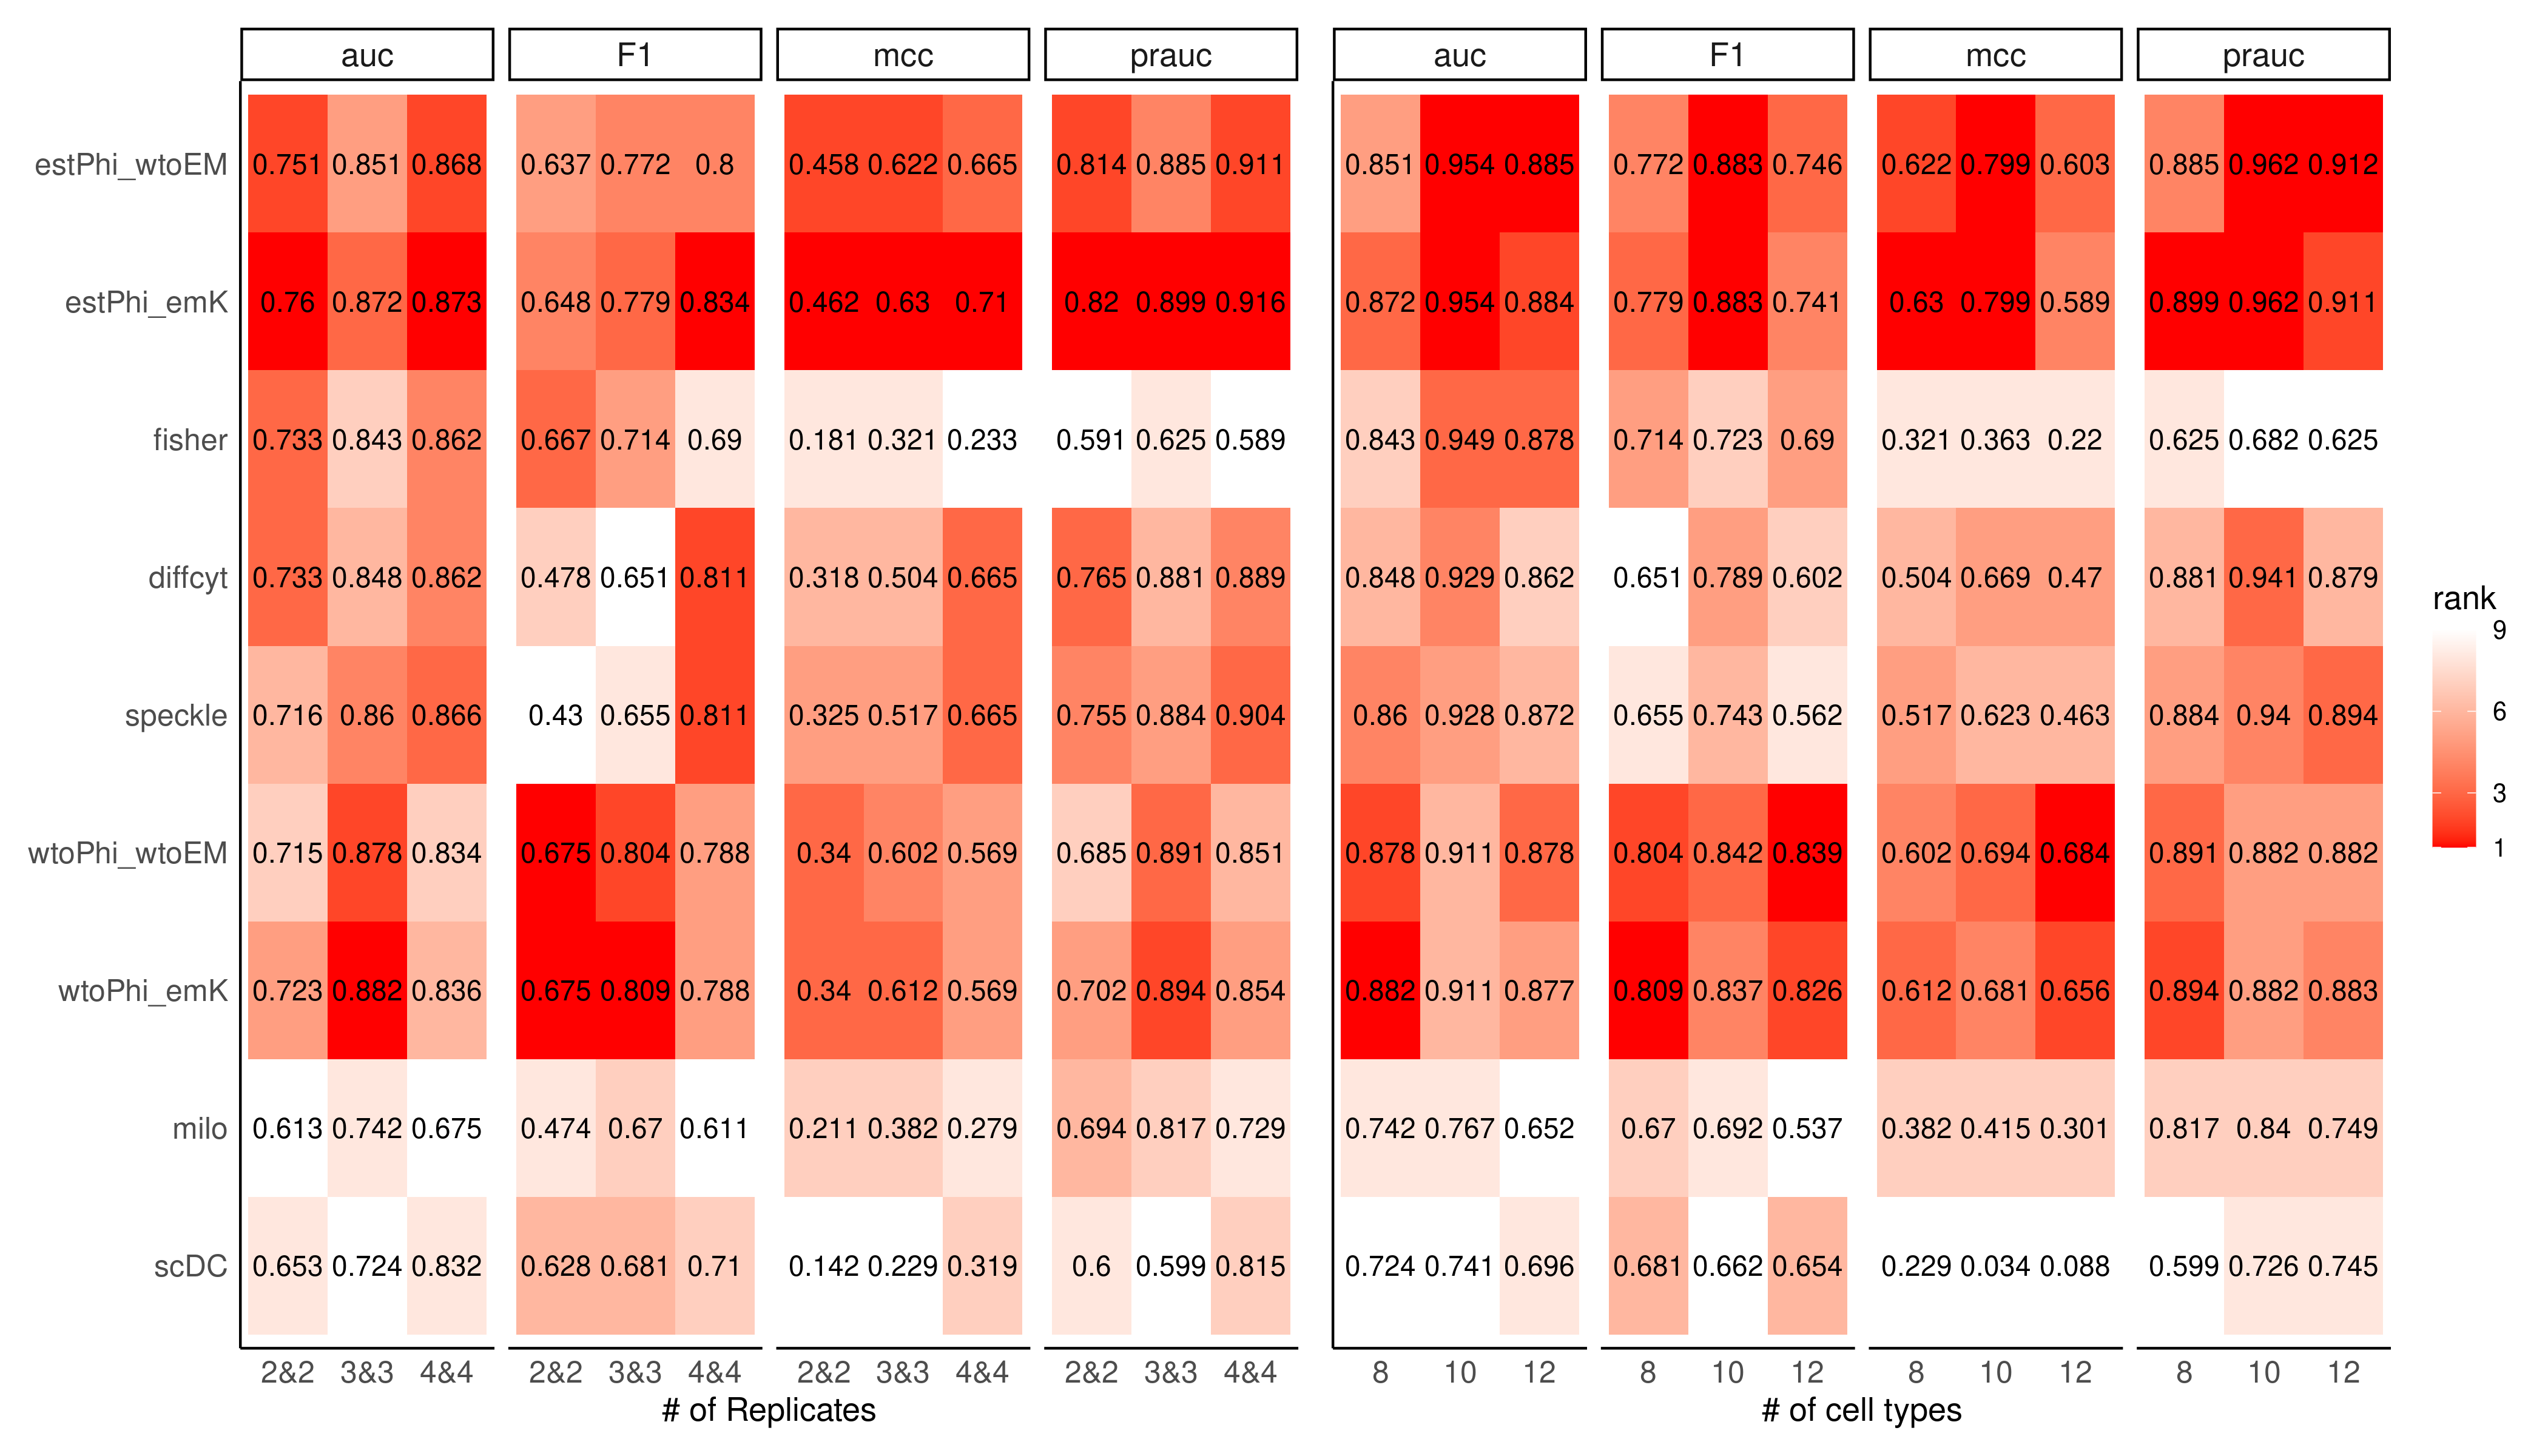 auc F1 mcc prauc auc F1 mcc prauc
estPhi_wtoEM 0.751 0.851 0.868 0.637 0.772 0.8 0.458 0.622 0.665 0.814 0.885 0.911 0.851 0.954 0.885 0.772 0.883 0.746 0.622 0.799 0.603 0.885 0.962 0.912
estPhi_emK 0.76 0.872 0.873 0.648 0.779 0.834 0.462 0.63 0.71 0.82 0.899 0.916 0.872 0.954 0.884 0.779 0.883 0.741 0.63 0.799 0.589 0.899 0.962 0.911
fisher 0.733 0.843 0.862 0.667 0.714 0.69 0.181 0.321 0.233 0.591 0.625 0.589 0.843 0.949 0.878 0.714 0.723 0.69 0.321 0.363 0.22 0.625 0.682 0.625
diffcyt 0.733 0.848 0.862 0.478 0.651 0.811 0.318 0.504 0.665 0.765 0.881 0.889 0.848 0.929 0.862 0.651 0.789 0.602 0.504 0.669 0.47 0.881 0.941 0.879
speckle 0.716 0.86 0.866 0.43 0.655 0.811 0.325 0.517 0.665 0.755 0.884 0.904 0.86 0.928 0.872 0.655 0.743 0.562 0.517 0.623 0.463 0.884 0.94 0.894
wtoPhi_wtoEM 0.715 0.878 0.834 0.675 0.804 0.788 0.34 0.602 0.569 0.685 0.891 0.851 0.878 0.911 0.878 0.804 0.842 0.839 0.602 0.694 0.684 0.891 0.882 0.882
wtoPhi_emK 0.723 0.882 0.836 0.675 0.809 0.788 0.34 0.612 0.569 0.702 0.894 0.854 0.882 0.911 0.877 0.809 0.837 0.826 0.612 0.681 0.656 0.894 0.882 0.883
milo 0.613 0.742 0.675 0.474 0.67 0.611 0.211 0.382 0.279 0.694 0.817 0.729 0.742 0.767 0.652 0.67 0.692 0.537 0.382 0.415 0.301 0.817 0.84 0.749
scDC 0.653 0.724 0.832 0.628 0.681 0.71 0.142 0.229 0.319 0.6 0.599 0.815 0.724 0.741 0.696 0.681 0.662 0.654 0.229 0.034 0.088 0.599 0.726 0.745
2&2 3&3 4&4 2&2 3&3 4&4 2&2 3&3 4&4 2&2 3&3 4&4 8 10 12 8 10 12 8 10 12 8 10 12
# of Replicates # of cell types
rank
9
6
3
1